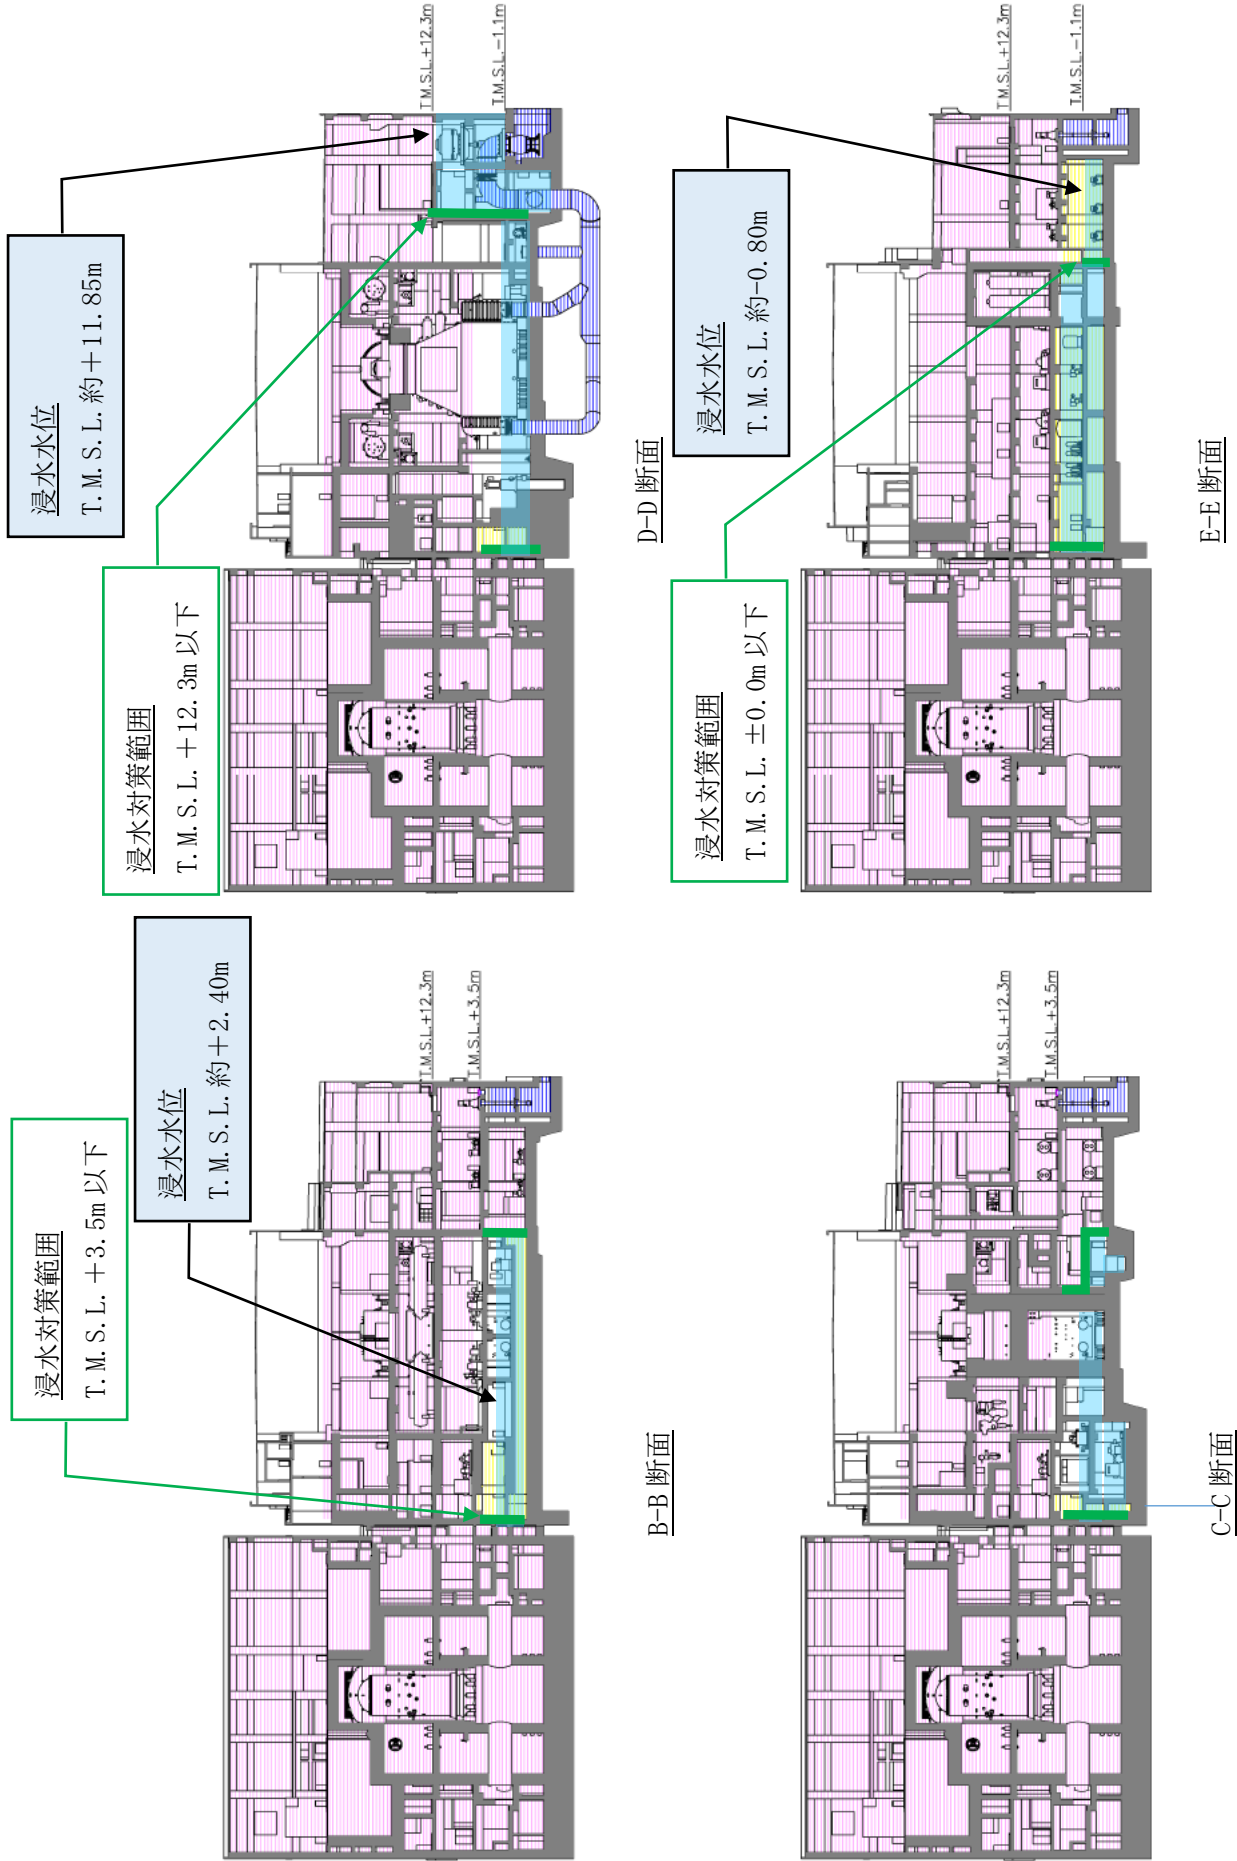 浸水対策範囲
T.M.S.L.＋3.5m以下
浸水水位
T.M.S.L.約＋2.40m
T.M.S.L.+12.3m
T.M.S.L.+3.5m
B-B 断面
浸水水位
T.M.S.L.約＋11.85m
浸水対策範囲
T.M.S.L.＋12.3m以下
T.M.S.L.+12.3m
T.M.S.L.-1.1m
D-D 断面
T.M.S.L.+12.3m
T.M.S.L.+3.5m
C-C 断面
浸水水位
T.M.S.L.約-0.80m
浸水対策範囲
T.M.S.L.±0.0m以下
T.M.S.L.+12.3m
T.M.S.L.-1.1m
E-E 断面